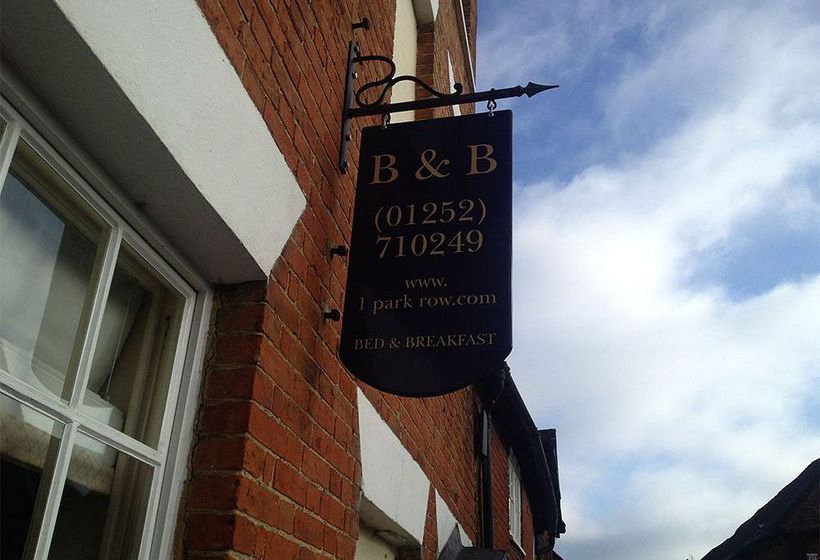 B & B
(01252)
710249
www.
1 park row.com
BED & BREAKFAST